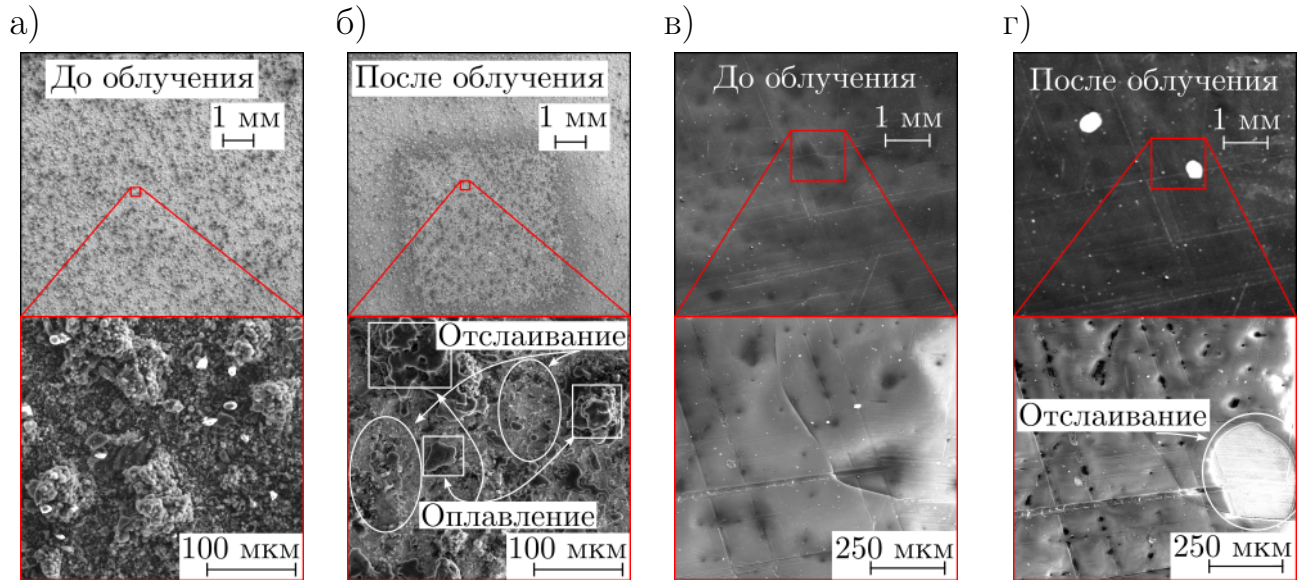 а)
б)
в)
г)
До облучения
1 мм
После облучения
1 мм
До облучения
1 мм
После облучения
1 мм
100 мкм
Отслаивание
Оплавление
100 мкм
250 мкм
Отслаивание
250 мкм